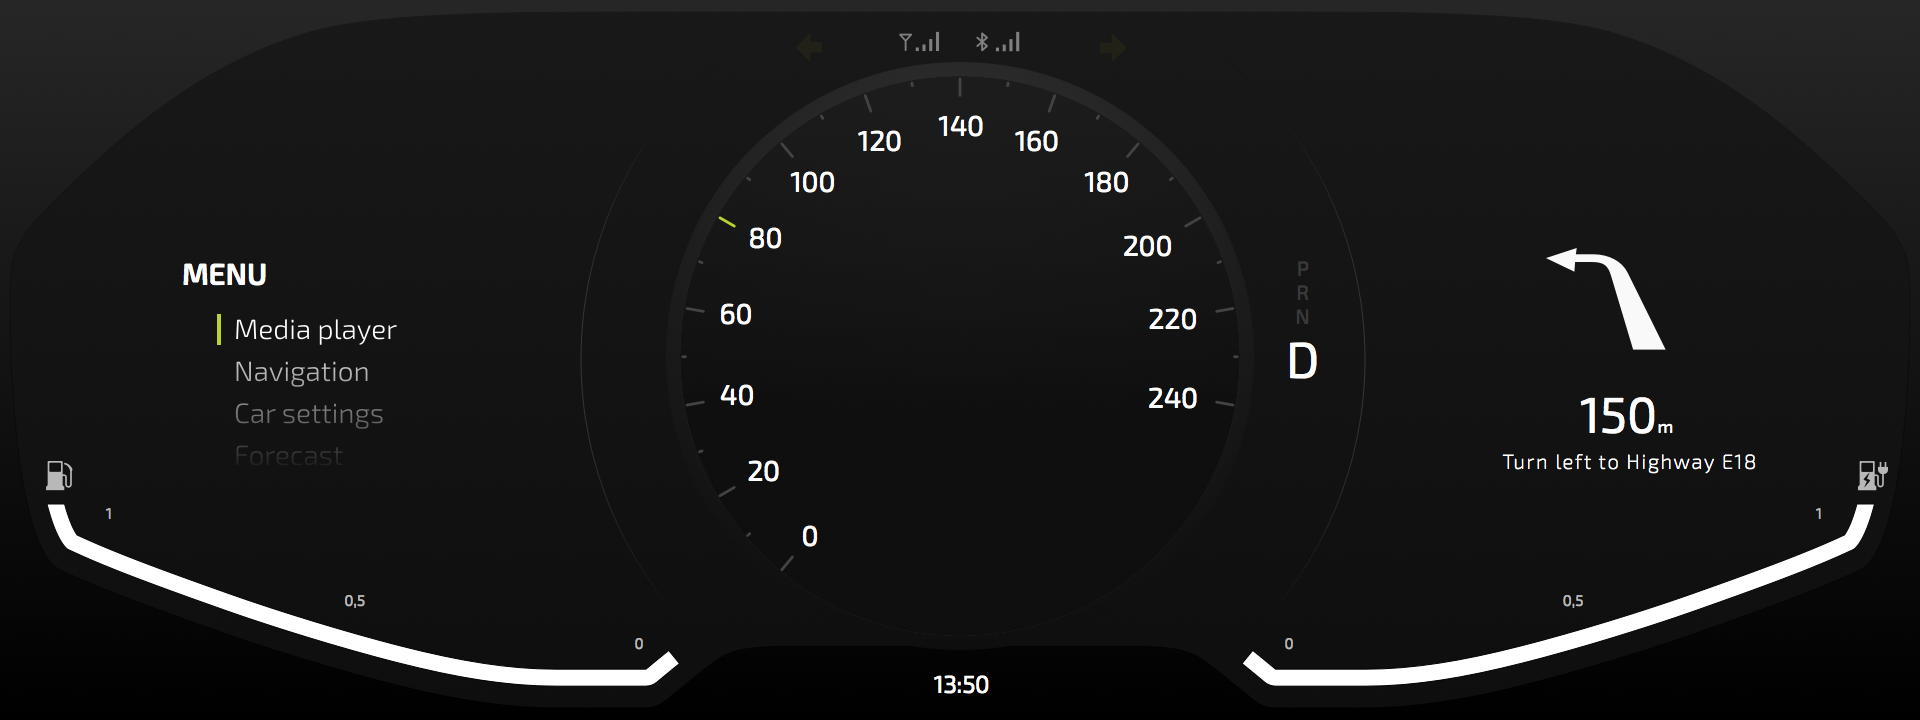 MENU
Media player
Navigation
Car settings
Forecast
1
0,5
0
0
20
40
60
80
100
120
140
160
180
200
220
240
P
R
N
D
150m
Turn left to Highway E18
1
0,5
0
13:50